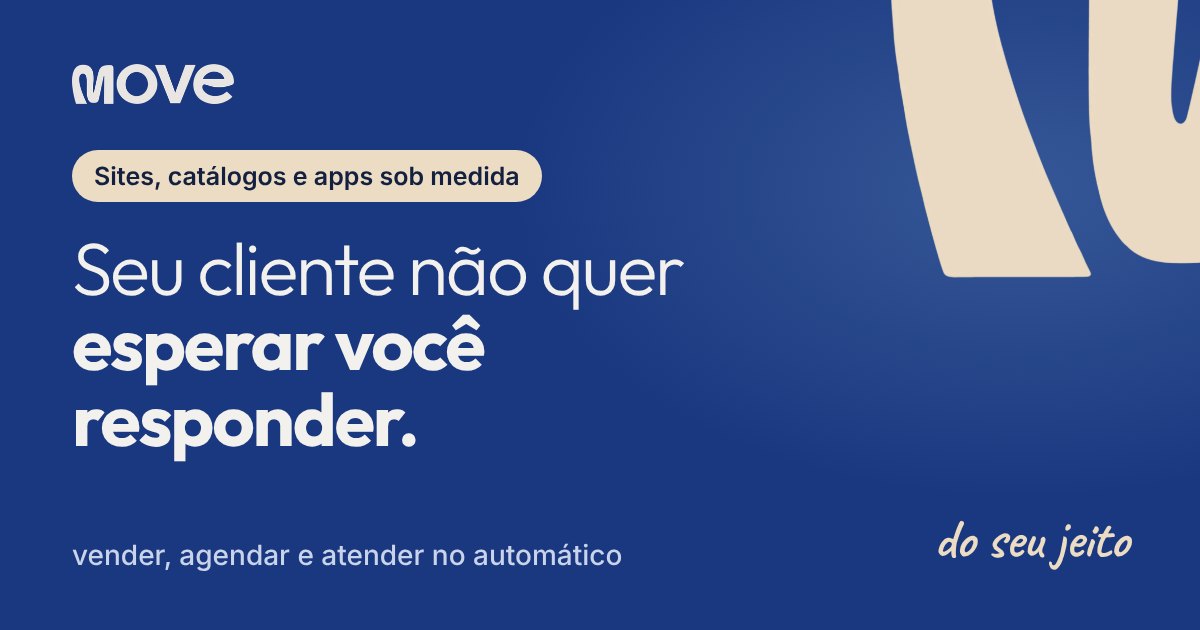 move
Sites, catálogos e apps sob medida
Seu cliente não quer
esperar você
responder.
vender, agendar e atender no automático
do seu jeito